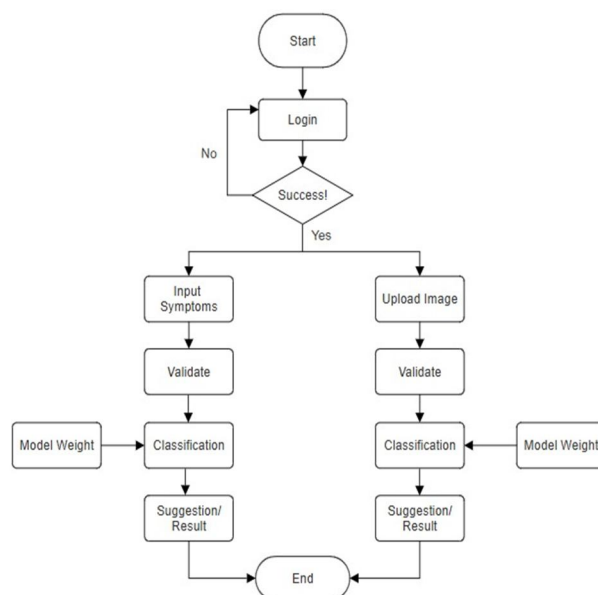 Start
Login
No
Success!
Yes
Input
Symptoms
Upload Image
Validate
Validate
Model Weight
Classification
Classification
Model Weight
Suggestion/
Result
Suggestion/
Result
End